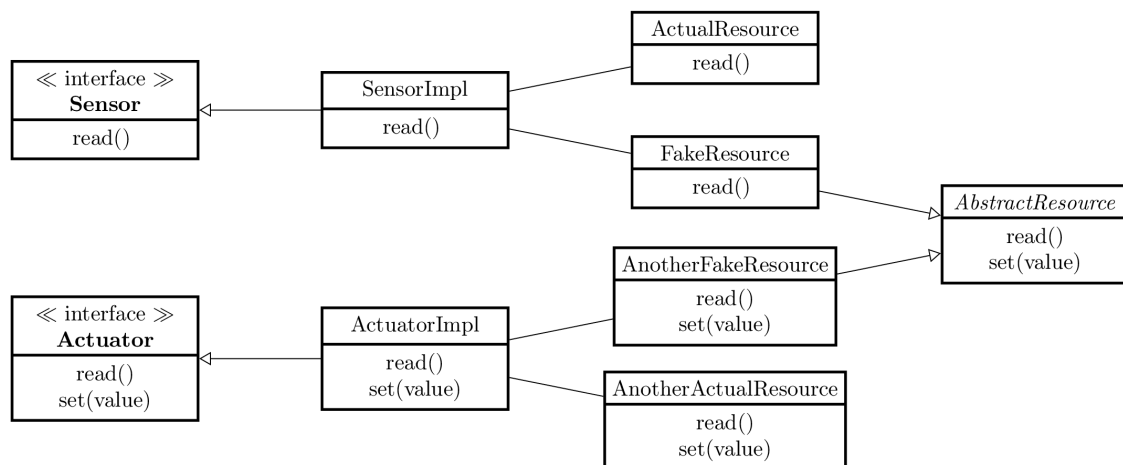 ≪ interface ≫
Sensor
read()
SensorImpl
read()
ActualResource
read()
FakeResource
read()
AbstractResource
read()
set(value)
≪ interface ≫
Actuator
read()
set(value)
ActuatorImpl
read()
set(value)
AnotherFakeResource
read()
set(value)
AnotherActualResource
read()
set(value)